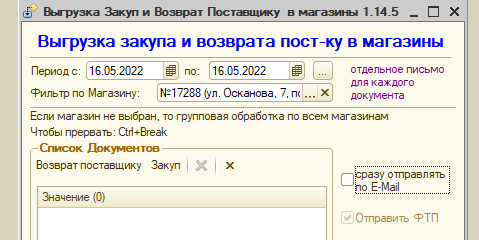 Выгрузка Закуп и Возврат Поставщику в магазины 1.14.5
Выгрузка закупа и возврата пост-ку в магазины
Период с: 16.05.2022 по: 16.05.2022 ... отдельное письмо
для каждого
документа
Фильтр по Магазину: №17288 (ул. Осканова, 7, по ... ×
Если магазин не выбран, то групповая обработка по всем магазинам
Чтобы прервать: Ctrl+Break
Список Документов
Возврат поставщику Закуп
сразу отправлять
по E-Mail
Значение (0)
Отправить ФТП